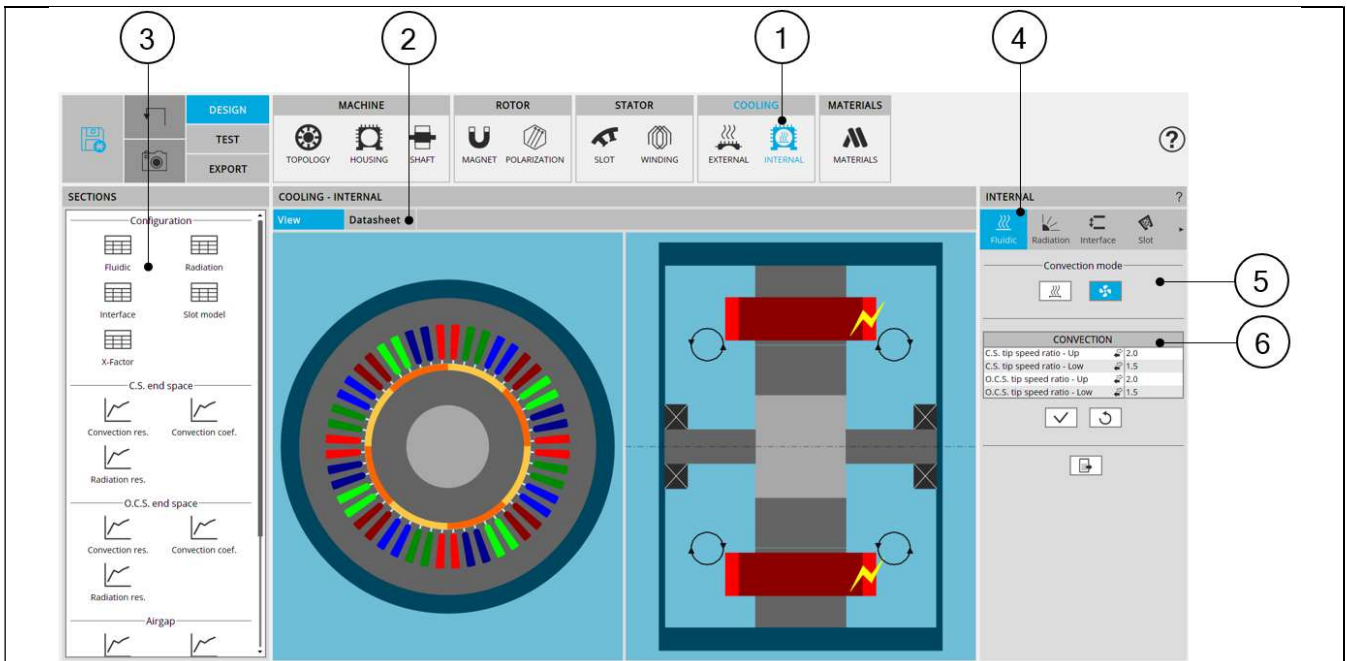 3
2
1
4
DESIGN
TEST
EXPORT
MACHINE
TOPOLOGY HOUSING SHAFT
ROTOR
MAGNET POLARIZATION
STATOR
SLOT WINDING
COOLING
EXTERNAL INTERNAL
MATERIALS
MATERIALS
?
SECTIONS
Configuration
Fluidic Radiation
Interface Slot model
X-Factor
C.S. end space
Convection res. Convection coef.
Radiation res.
O.C.S. end space
Convection res. Convection coef.
Radiation res.
Airgap
COOLING - INTERNAL
View Datasheet
INTERNAL ?
Fluidic Radiation Interface Slot
Convection mode
5
CONVECTION
6
C.S. tip speed ratio - Up 2.0
C.S. tip speed ratio - Low 1.5
O.C.S. tip speed ratio - Up 2.0
O.C.S. tip speed ratio - Low 1.5